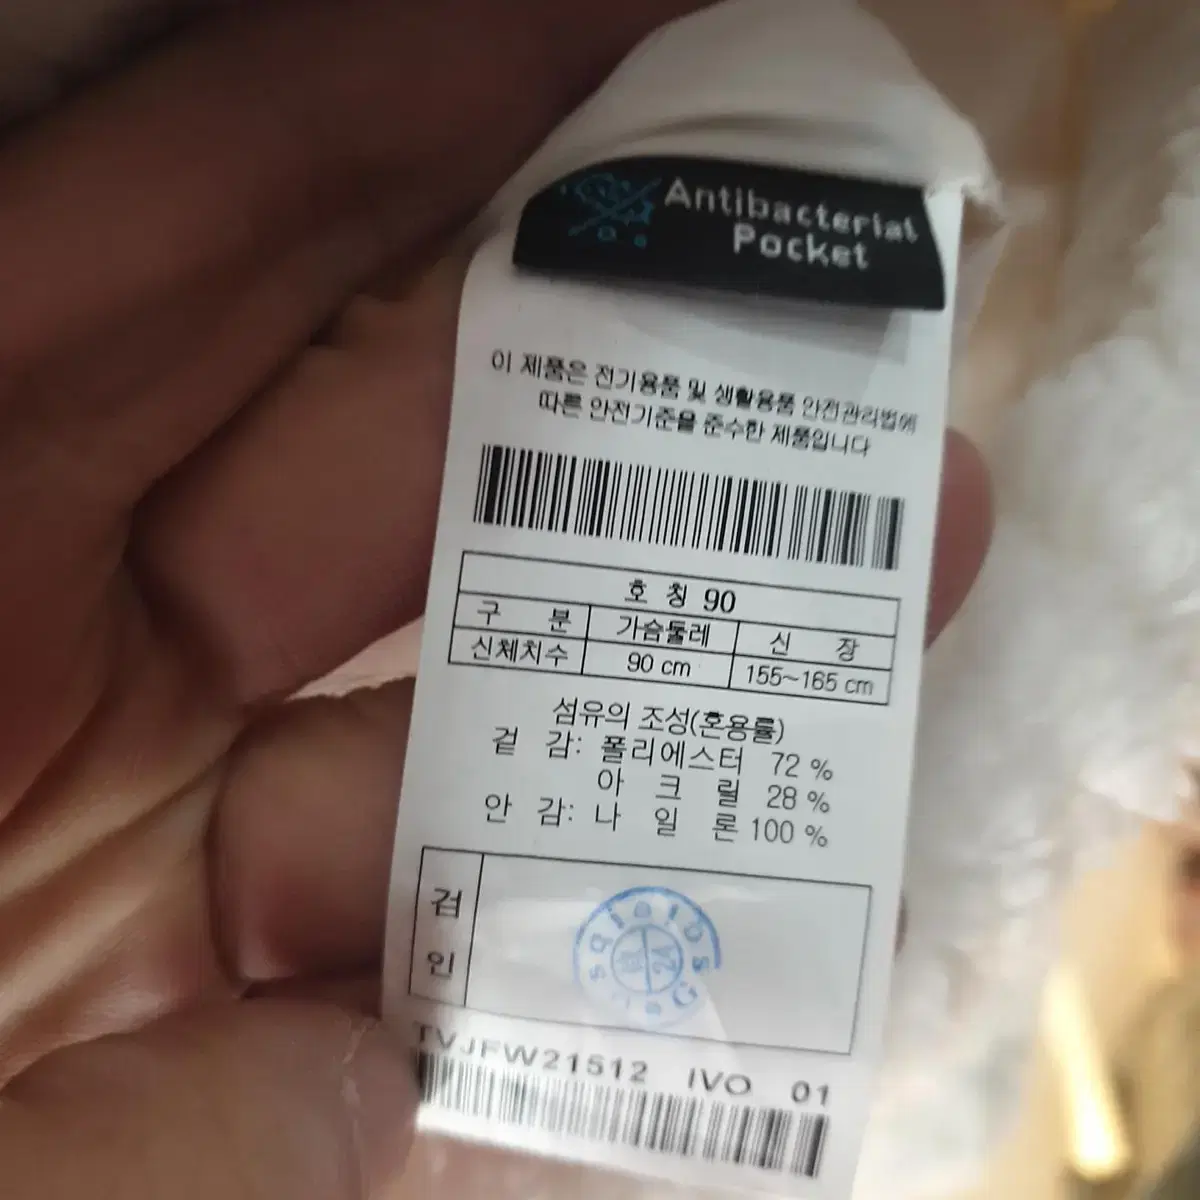 Antibacterial
Pocket
이 제품은 전기용품 및 생활용품 안전관리법에
따른 안전기준을 준수한 제품입니다
호 칭 90
구 분 가슴둘레 신 장
신체치수 90 cm 155~165 cm
섬유의 조성(혼용률)
겉 감: 폴리에스터 72 %
아 크 릴 28 %
안 감: 나 일 론 100 %
검
인
TVJFW21512 IVO 01